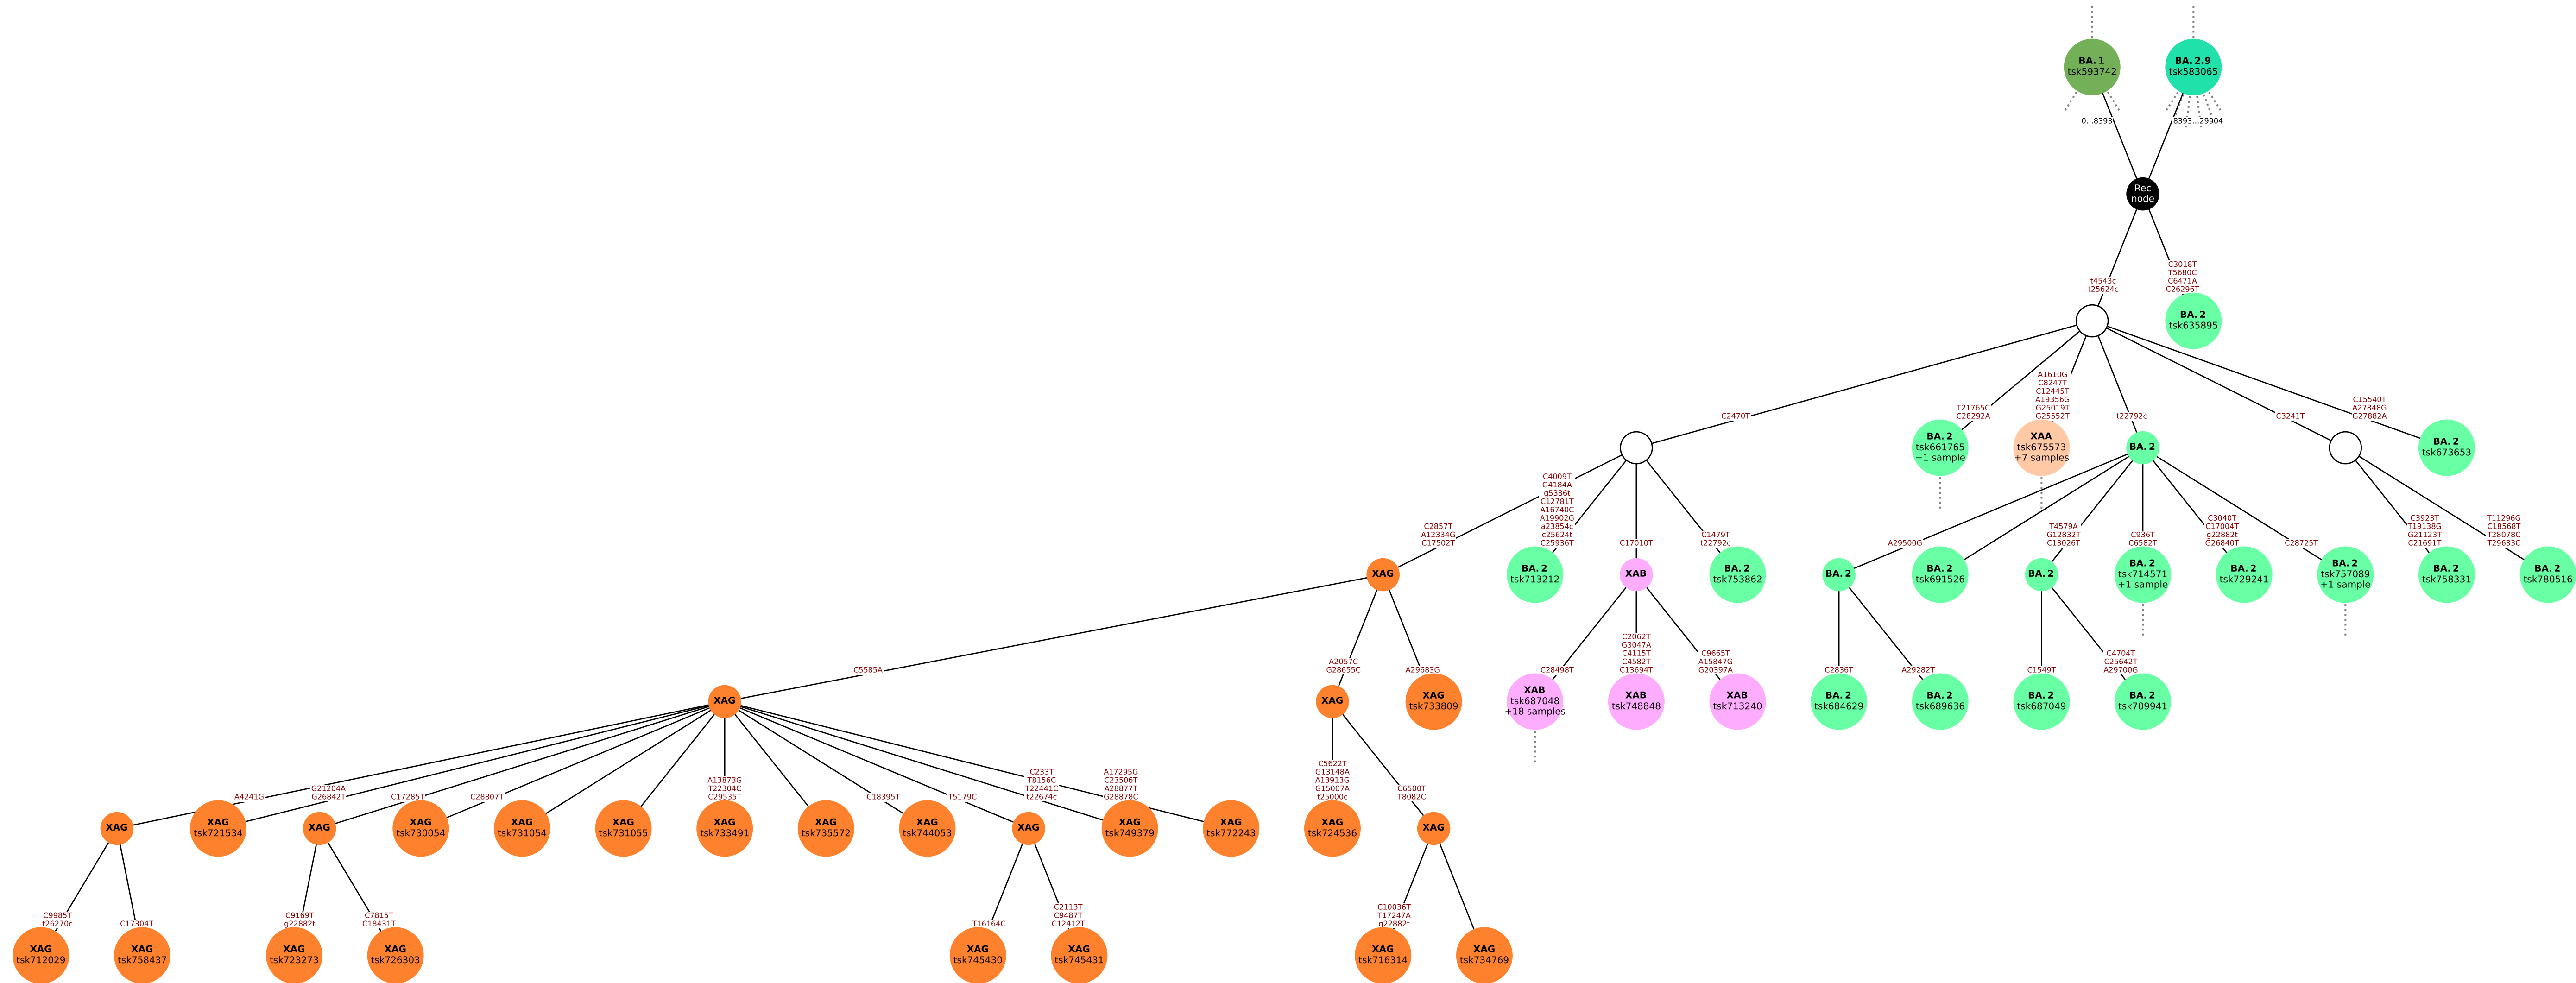 BA.1
tsk593742
BA.2.9
tsk583065
0...8393
8393...29904
Rec
node
t4543c
t25624c
C3018T
T5680C
C6471A
C26296T
BA.2
tsk635895
C2470T
T21765C
C28292A
A1610G
C8247T
C12445T
A19356G
G25019T
G25552T
t22792c
C3241T
C15540T
A27848G
G27882A
BA.2
tsk661765
+1 sample
XAA
tsk675573
+7 samples
BA.2
BA.2
tsk673653
C2857T
A12334G
C17502T
C4009T
G4184A
g5386t
C12781T
A16740C
A19902G
a23854c
c25624t
C25936T
C17010T
C1479T
t22792c
A29500G
T4579A
G12832T
C13026T
C936T
C6582T
C3040T
C17004T
g22882t
G26840T
C28725T
C3923T
T19138G
G21123T
C21691T
T11296G
C18568T
T28078C
T29633C
XAG
BA.2
tsk713212
XAB
BA.2
tsk753862
BA.2
BA.2
tsk691526
BA.2
BA.2
tsk714571
+1 sample
BA.2
tsk729241
BA.2
tsk757089
+1 sample
BA.2
tsk758331
BA.2
tsk780516
C5585A
A2057C
G28655C
A29683G
C28498T
C2062T
G3047A
C4115T
C4582T
C13694T
C9665T
A15847G
G20397A
C2836T
A29282T
C1549T
C4704T
C25642T
A29700G
XAG
XAG
XAG
tsk733809
XAB
tsk687048
+18 samples
XAB
tsk748848
XAB
tsk713240
BA.2
tsk684629
BA.2
tsk689636
BA.2
tsk687049
BA.2
tsk709941
A4241G
G21204A
G26842T
C17285T
C28807T
A13873G
T22304C
C29535T
C18395T
T5179C
C233T
T8156C
T22441C
t22674c
A17295G
C23506T
A28877T
G28878C
C5622T
G13148A
A13913G
G15007A
t25000c
C6500T
T8082C
XAG
XAG
tsk721534
XAG
XAG
tsk730054
XAG
tsk731054
XAG
tsk731055
XAG
tsk733491
XAG
tsk735572
XAG
tsk744053
XAG
XAG
tsk749379
XAG
tsk772243
XAG
tsk724536
XAG
C9985T
t26270c
C17304T
C9169T
g22882t
C7815T
C18431T
T16164C
C2113T
C9487T
C12412T
C10036T
T17247A
g22882t
XAG
tsk712029
XAG
tsk758437
XAG
tsk723273
XAG
tsk726303
XAG
tsk745430
XAG
tsk745431
XAG
tsk716314
XAG
tsk734769